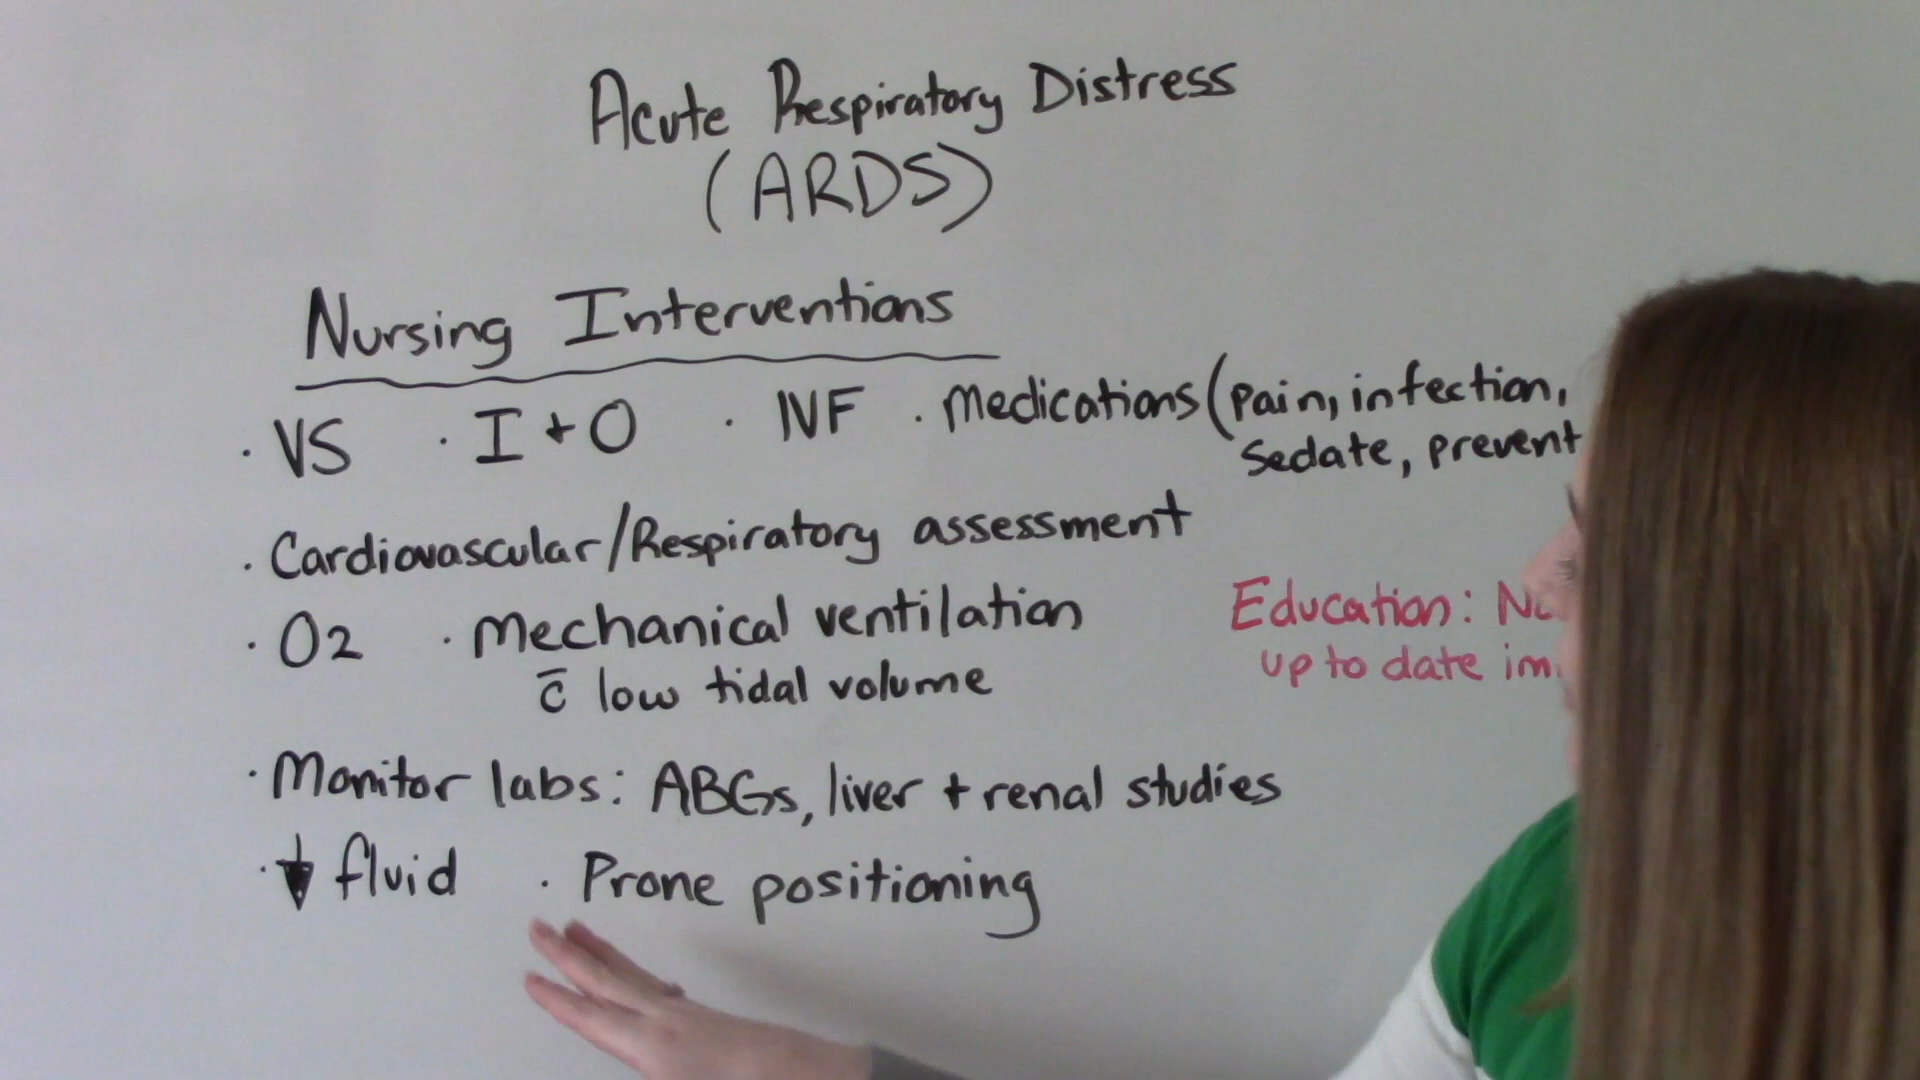 Acute Respiratory Distress
(ARDS)
Nursing Interventions
· VS · I + O · IVF · Medications (pain, infection,
sedate, prevent
· Cardiovascular/Respiratory assessment
· O2 · Mechanical ventilation
c̄ low tidal volume
Education:
up to date
· Monitor labs: ABGs, liver + renal studies
· ↓ fluid · Prone positioning